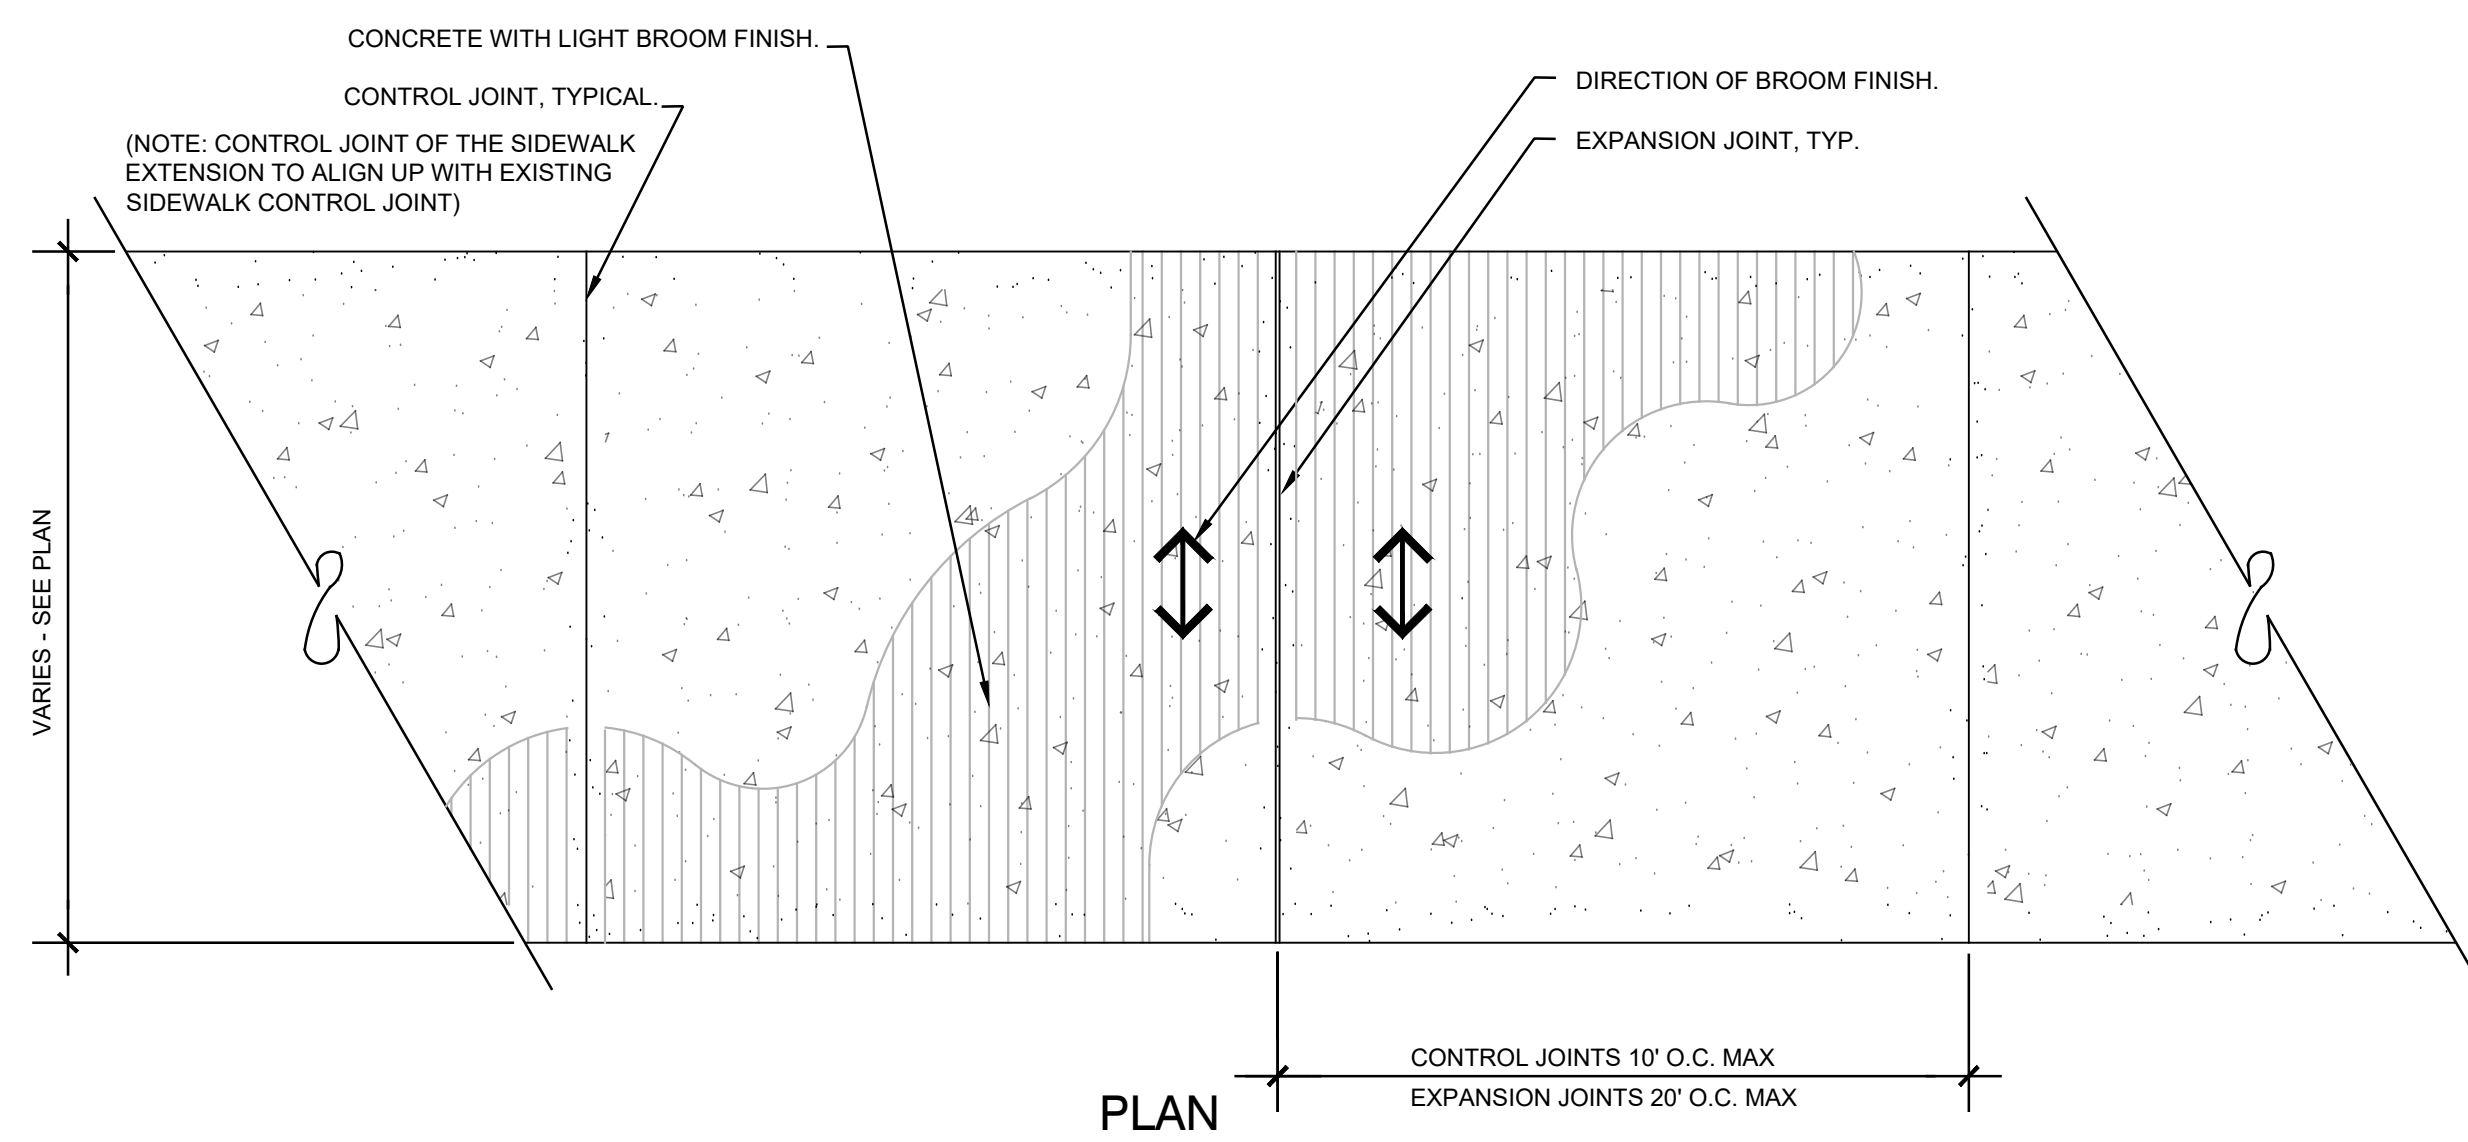 CONCRETE WITH LIGHT BROOM FINISH.
CONTROL JOINT, TYPICAL.
(NOTE: CONTROL JOINT OF THE SIDEWALK
EXTENSION TO ALIGN UP WITH EXISTING
SIDEWALK CONTROL JOINT)
DIRECTION OF BROOM FINISH.
EXPANSION JOINT, TYP.
VARIES - SEE PLAN
CONTROL JOINTS 10' O.C. MAX
EXPANSION JOINTS 20' O.C. MAX
PLAN